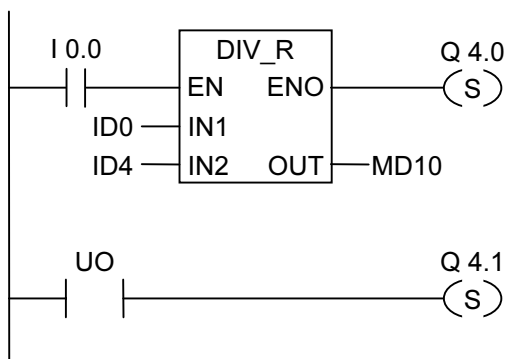 I 0.0
DIV_R
Q 4.0
EN ENO
S
ID0
IN1
ID4
IN2
OUT
MD10
UO
Q 4.1
S